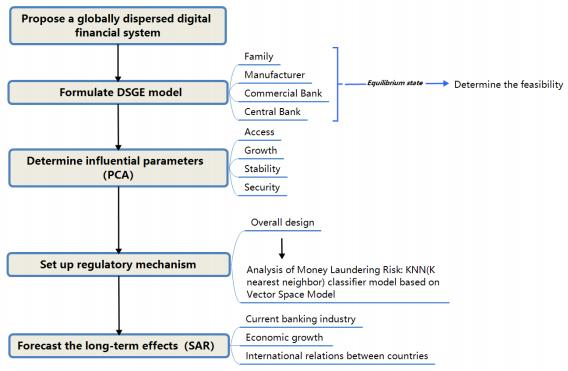 Propose a globally dispersed digital
financial system
Formulate DSGE model
Family
Manufacturer
Commercial Bank
Central Bank
Equilibrium state
Determine the feasibility
Determine influential parameters
(PCA)
Access
Growth
Stability
Security
Set up regulatory mechanism
Overall design
Analysis of Money Laundering Risk: KNN(K
nearest neighbor) classifier model based on
Vector Space Model
Forecast the long-term effects（SAR）
Current banking industry
Economic growth
International relations between countries